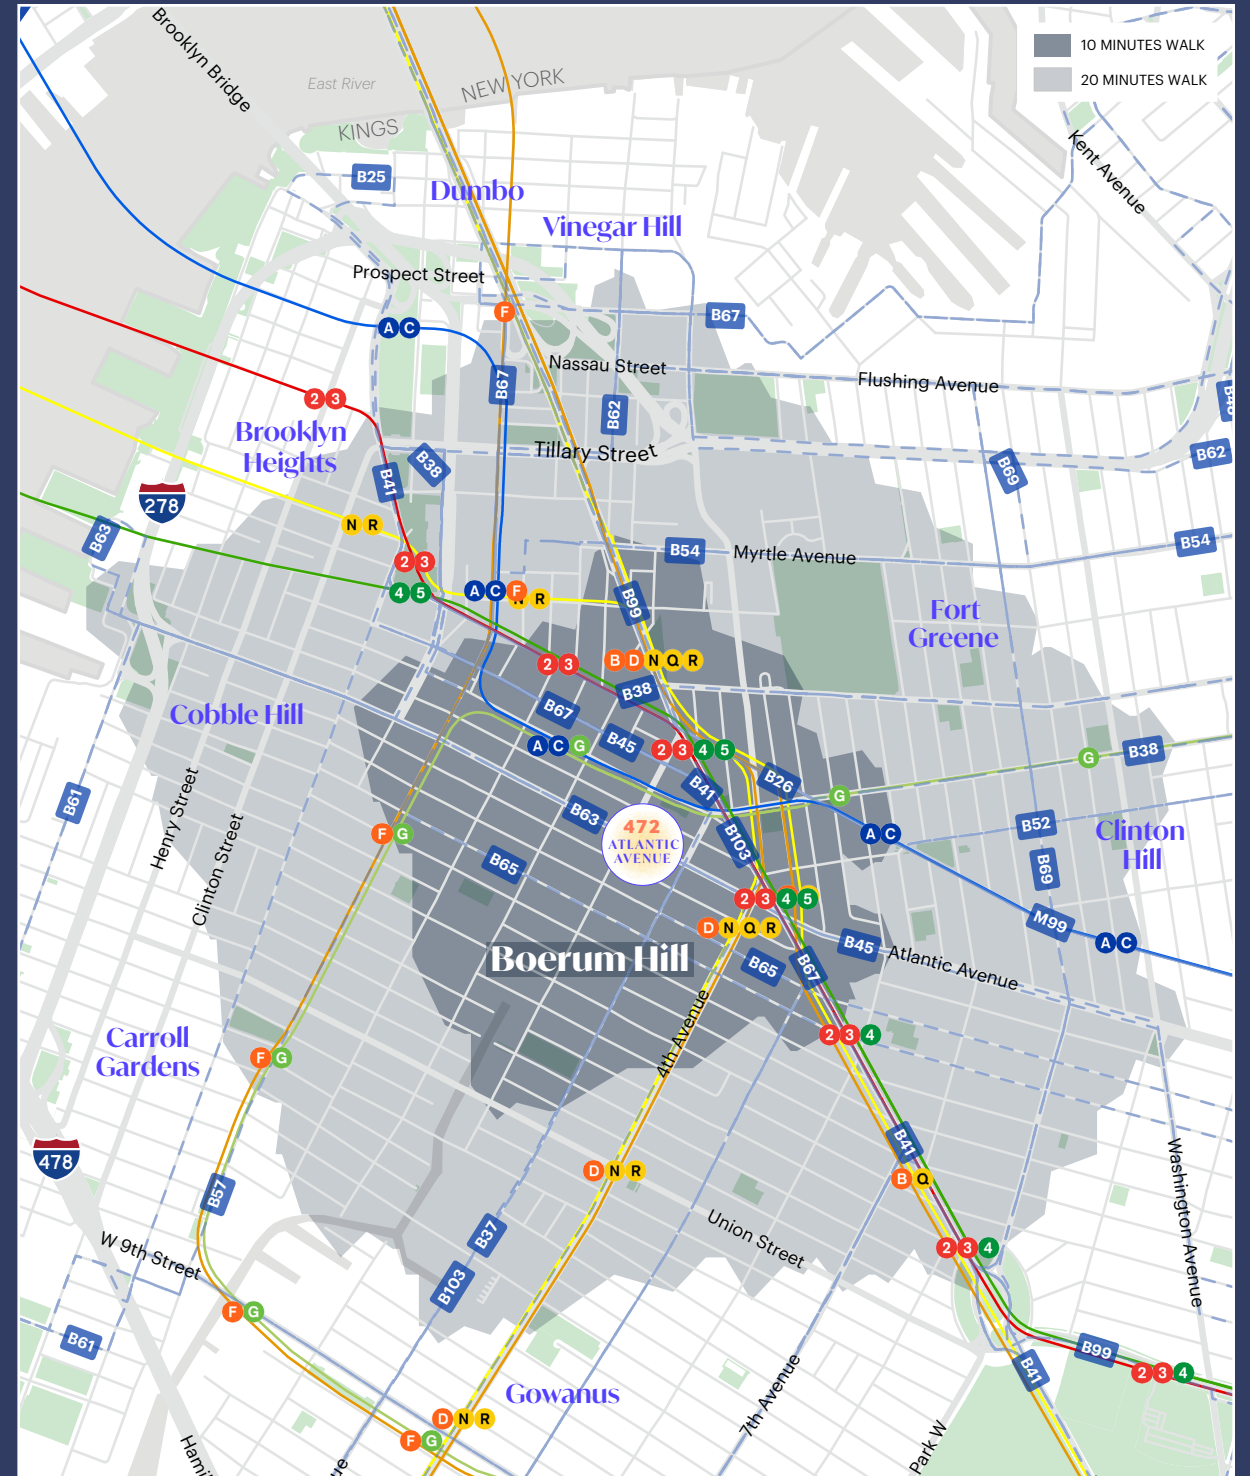 Brooklyn Bridge
East River
NEW YORK
KINGS
10 MINUTES WALK
20 MINUTES WALK
Kent Avenue
B25
Dumbo
Vinegar Hill
Prospect Street
F
B67
A C
Nassau Street
Flushing Avenue
B67
B62
2 3
Brooklyn
Heights
Tillary Street
B38
B41
B69
B62
278
N R
B63
B54
Myrtle Avenue
B54
2 3
4 5
A C F
N R
B99
Fort
Greene
2 3
B D N Q R
B38
Cobble Hill
B67
B45
A C G
2 3 4 5
G
B38
B41
B26
G
B61
Henry Street
Clinton Street
B63
472
ATLANTIC
AVENUE
B103
F G
A C
B52
Clinton
Hill
B65
B69
2 3 4 5
D N Q R
M99
A C
B45
Atlantic Avenue
Boerum Hill
B65
B67
4th Avenue
2 3 4
Carroll
Gardens
F G
478
B41
D N R
B Q
Washington Avenue
B57
Union Street
B37
W 9th Street
2 3 4
B103
F G
B61
B99
2 3 4
B41
Gowanus
7th Avenue
D N R
F G
Park W